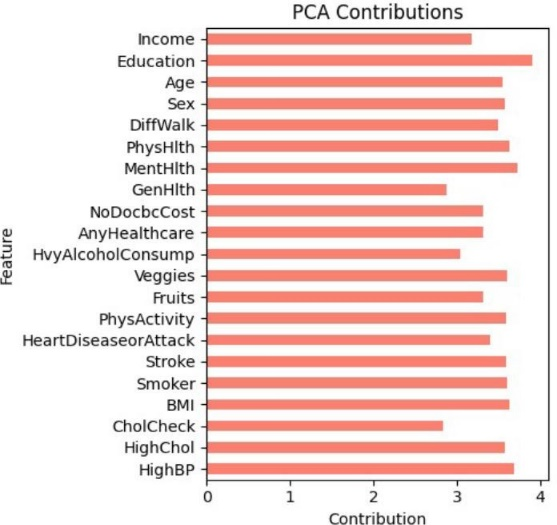 PCA Contributions
Income
Education
Age
Sex
DiffWalk
PhysHlth
MentHlth
GenHlth
NoDocbcCost
AnyHealthcare
HvyAlcoholConsump
Veggies
Fruits
PhysActivity
HeartDiseaseorAttack
Stroke
Smoker
BMI
CholCheck
HighChol
HighBP
Feature
0 1 2 3 4
Contribution